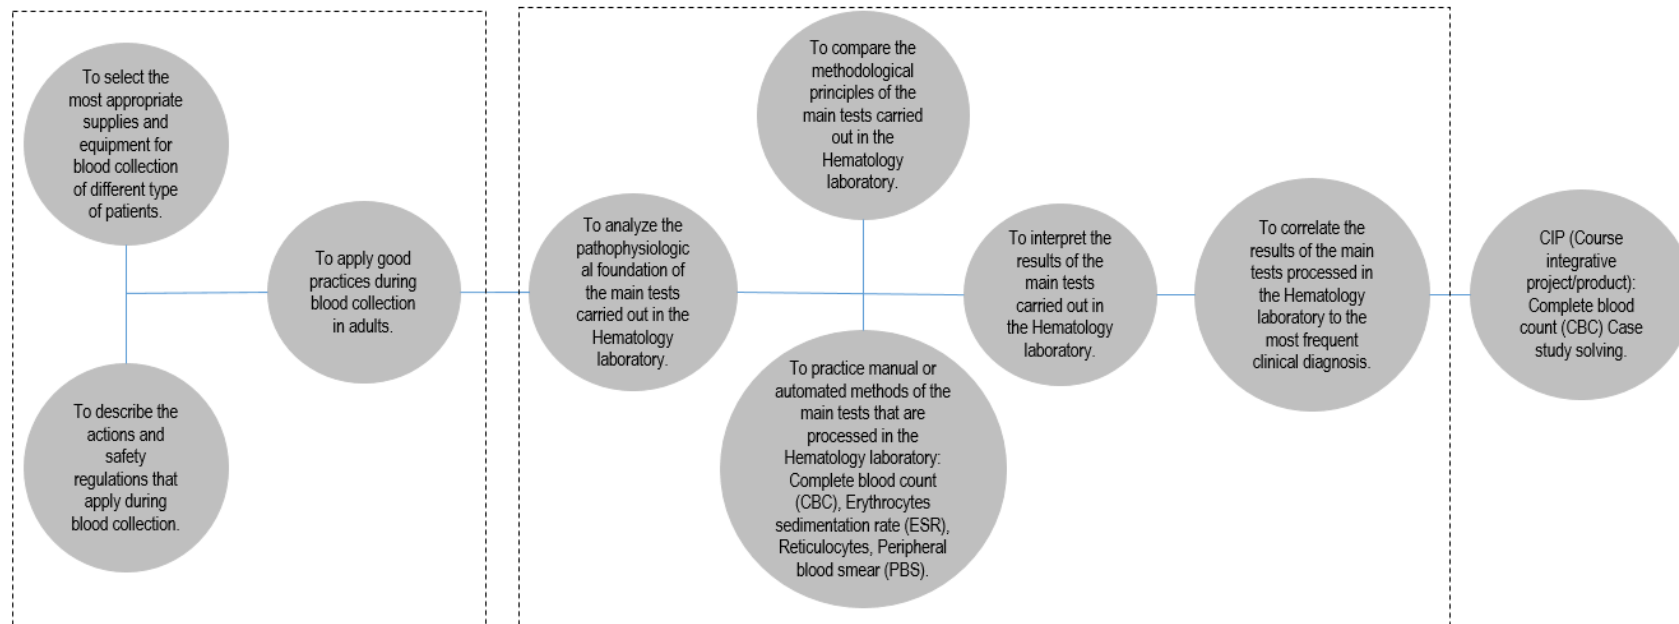 To select the
most appropriate
supplies and
equipment for
blood collection
of different type
of patients.
To describe the
actions and
safety
regulations that
apply during
blood collection.
To apply good
practices during
blood collection
in adults.
To analyze the
pathophysiologic
al foundation of
the main tests
carried out in the
Hematology
laboratory.
To compare the
methodological
principles of the
main tests carried
out in the
Hematology
laboratory.
To practice manual or
automated methods of the
main tests that are
processed in the
Hematology laboratory:
Complete blood count
(CBC), Erythrocytes
sedimentation rate (ESR),
Reticulocytes, Peripheral
blood smear (PBS).
To interpret the
results of the
main tests
carried out in
the Hematology
laboratory.
To correlate the
results of the main
tests processed in
the Hematology
laboratory to the
most frequent
clinical diagnosis.
CIP (Course
integrative
project/product):
Complete blood
count (CBC) Case
study solving.